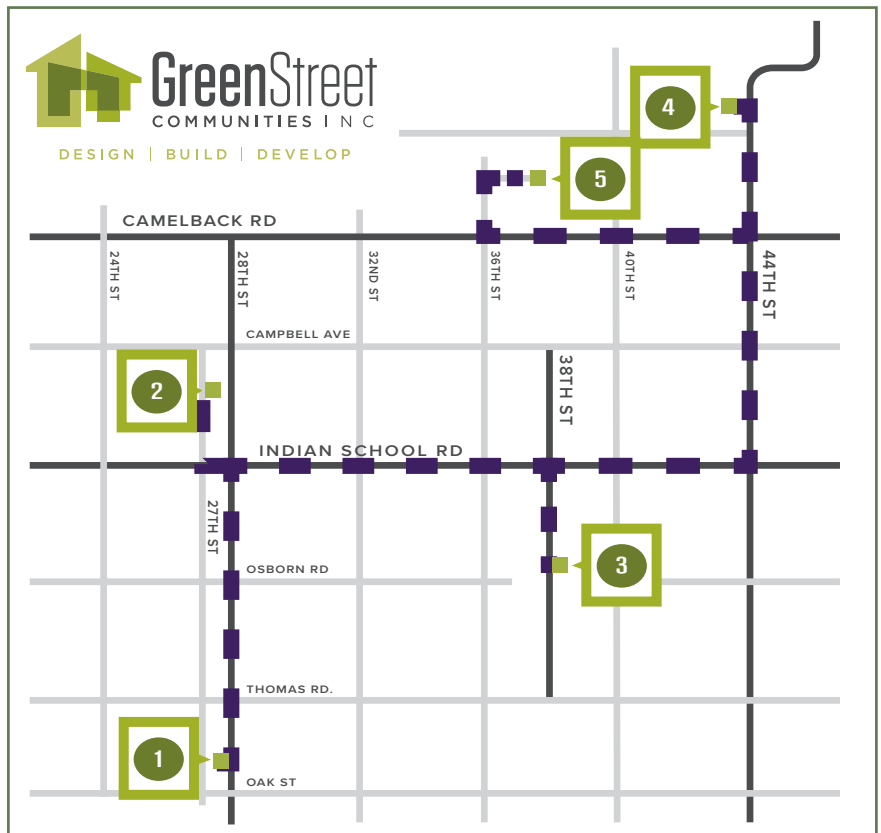 GreenStreet
COMMUNITIES INC
DESIGN | BUILD | DEVELOP
4
5
CAMELBACK RD
24TH ST
28TH ST
32ND ST
36TH ST
40TH ST
44TH ST
CAMPBELL AVE
2
38TH ST
INDIAN SCHOOL RD
27TH ST
3
OSBORN RD
THOMAS RD.
1
OAK ST